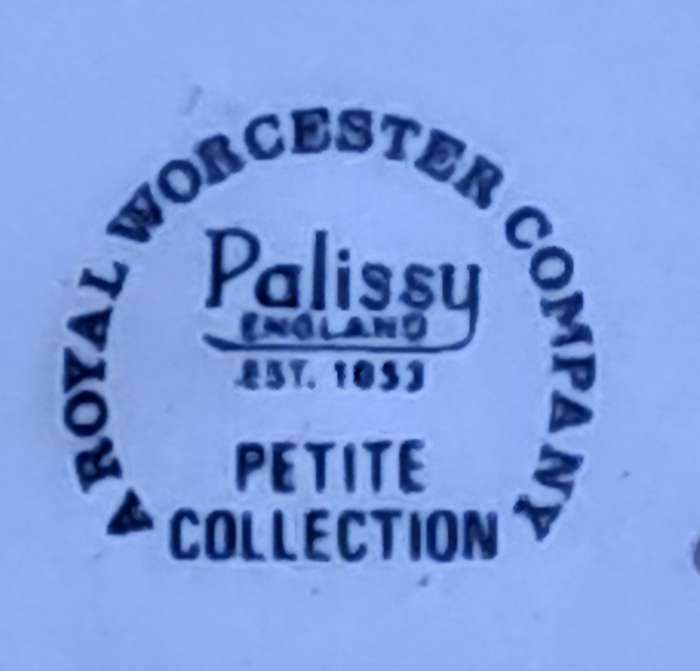 A ROYAL WORCESTER COMPANY
Palissy
ENGLAND
EST. 1853
PETITE
COLLECTION